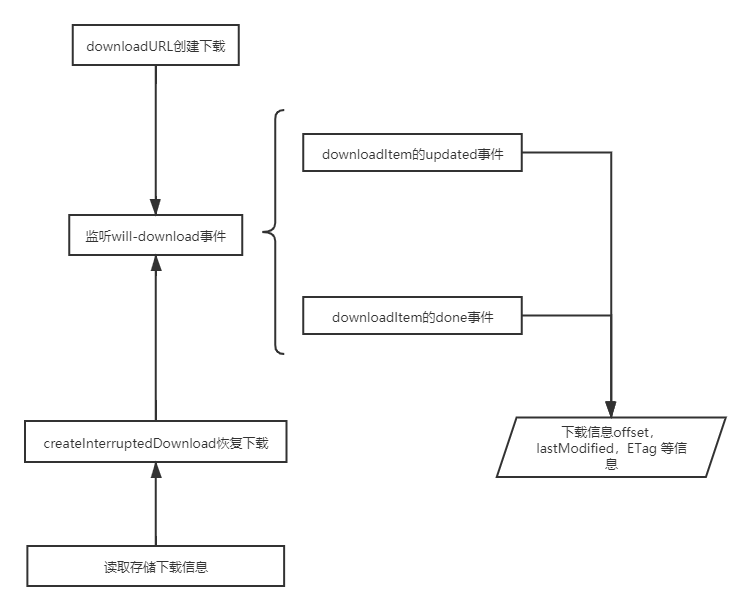 downloadURL创建下载
downloadItem的updated事件
监听will-download事件
downloadItem的done事件
createInterruptedDownload恢复下载
下载信息offset，
lastModified，ETag 等信
息
读取存储下载信息